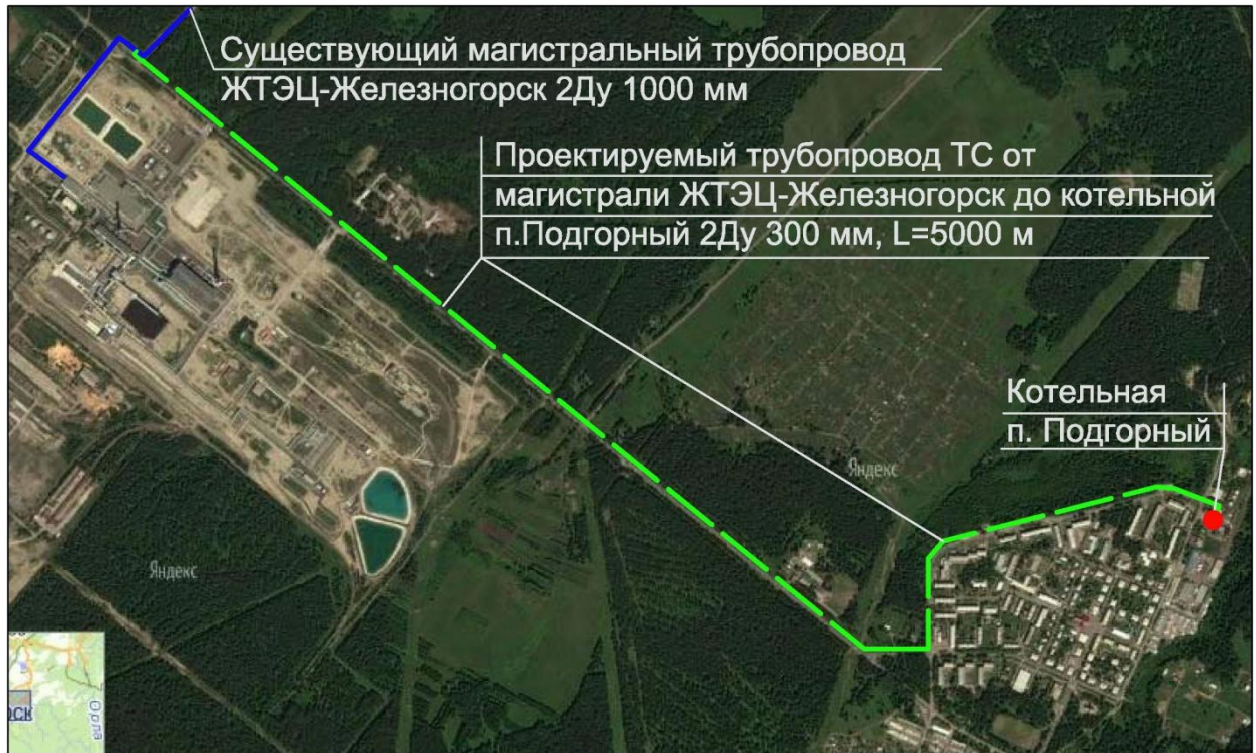 Существующий магистральный трубопровод
ЖТЭЦ-Железногорск 2Ду 1000 мм
Проектируемый трубопровод ТС от
магистрали ЖТЭЦ-Железногорск до котельной
п.Подгорный 2Ду 300 мм, L=5000 м
Котельная
п. Подгорный
Яндекс
Яндекс
ОСК